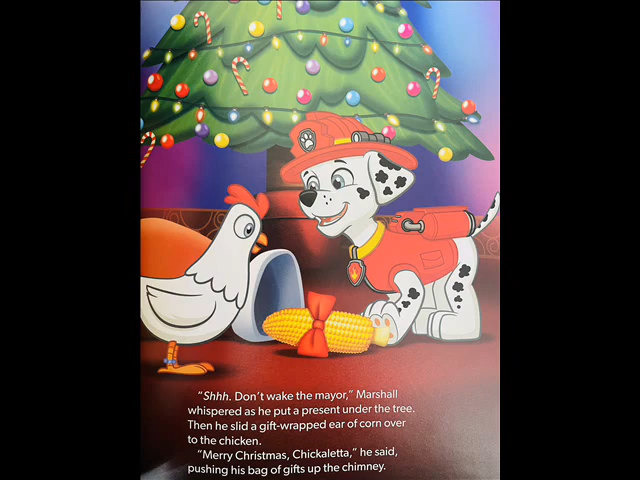 “Shhh. Don’t wake the mayor,” Marshall
whispered as he put a present under the tree.
Then he slid a gift-wrapped ear of corn over
to the chicken.
“Merry Christmas, Chickaletta,” he said,
pushing his bag of gifts up the chimney.